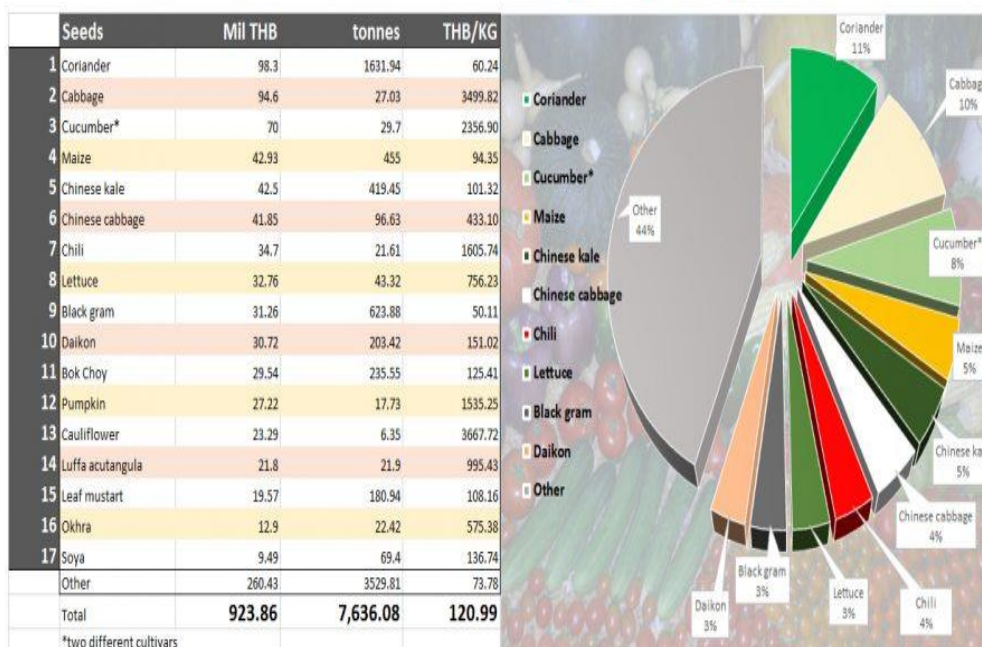 Seeds Mil THB tonnes THB/KG
1 Coriander 98.3 1631.94 60.24
2 Cabbage 94.6 27.03 3499.82
3 Cucumber* 70 29.7 2356.90
4 Maize 42.93 455 94.35
5 Chinese kale 42.5 419.45 101.32
6 Chinese cabbage 41.85 96.63 433.10
7 Chili 34.7 21.61 1605.74
8 Lettuce 32.76 43.32 756.23
9 Black gram 31.26 623.88 50.11
10 Daikon 30.72 203.42 151.02
11 Bok Choy 29.54 235.55 125.41
12 Pumpkin 27.22 17.73 1535.25
13 Cauliflower 23.29 6.35 3667.72
14 Luffa acutangula 21.8 21.9 995.43
15 Leaf mustart 19.57 180.94 108.16
16 Okhra 12.9 22.42 575.38
17 Soya 9.49 69.4 136.74
Other 260.43 3529.81 73.78
Total 923.86 7,636.08 120.99
*two different cultivars
Coriander
Cabbage
Cucumber*
Maize
Chinese kale
Chinese cabbage
Chili
Lettuce
Black gram
Daikon
Other
Coriander
11%
Cabbag
10%
Cucumber*
8%
Maize
5%
Chinese ka
5%
Chinese cabbage
4%
Chili
4%
Lettuce
3%
Black gram
3%
Daikon
3%
Other
44%